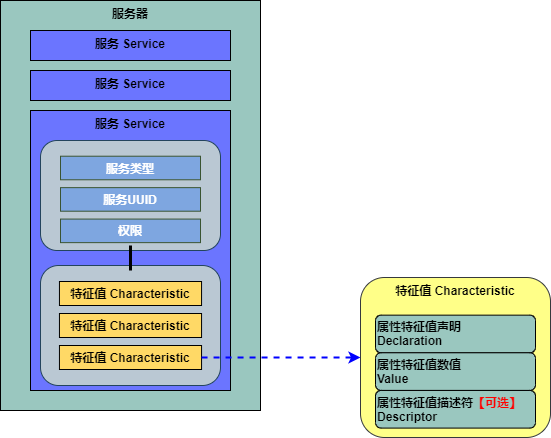 服务器
服务 Service
服务 Service
服务 Service
服务类型
服务UUID
权限
特征值 Characteristic
特征值 Characteristic
特征值 Characteristic
特征值 Characteristic
属性特征值声明
Declaration
属性特征值数值
Value
属性特征值描述符【可选】
Descriptor